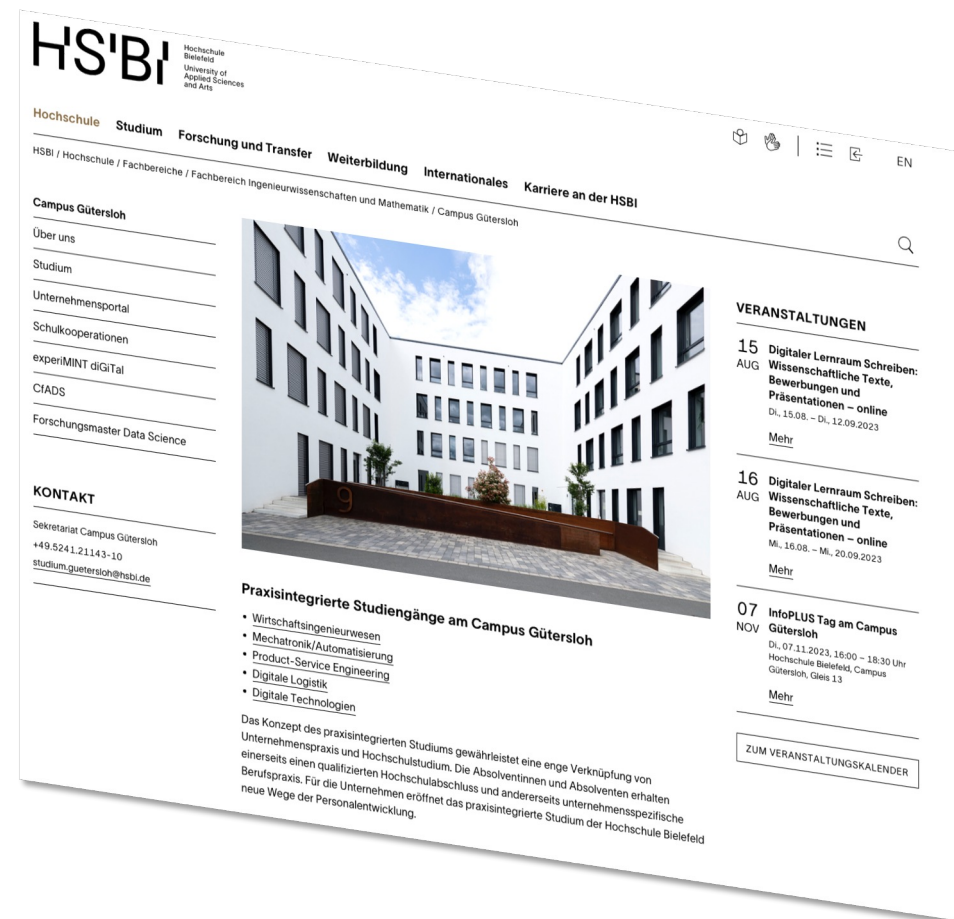 HSBI
Hochschule
Bielefeld
University of
Applied Sciences
and Arts
EN
Hochschule Studium Forschung und Transfer Weiterbildung Internationales Karriere an der HSBI
HSBI / Hochschule / Fachbereiche / Fachbereich Ingenieurwissenschaften und Mathematik / Campus Gütersloh
Campus Gütersloh
Über uns
Studium
Unternehmensportal
Schulkooperationen
experiMINT diGiTal
CfADS
Forschungsmaster Data Science
KONTAKT
Sekretariat Campus Gütersloh
+49.5241.21143-10
studium.guetersloh@hsbi.de
9
Praxisintegrierte Studiengänge am Campus Gütersloh
• Wirtschaftsingenieurwesen
• Mechatronik/Automatisierung
• Product-Service Engineering
• Digitale Logistik
• Digitale Technologien
Das Konzept des praxisintegrierten Studiums gewährleistet eine enge Verknüpfung von
Unternehmenspraxis und Hochschulstudium. Die Absolventinnen und Absolventen erhalten
einerseits einen qualifizierten Hochschulabschluss und andererseits unternehmensspezifische
Berufspraxis. Für die Unternehmen eröffnet das praxisintegrierte Studium der Hochschule Bielefeld
neue Wege der Personalentwicklung.
VERANSTALTUNGEN
15 AUG
Digitaler Lernraum Schreiben:
Wissenschaftliche Texte,
Bewerbungen und
Präsentationen – online
Di., 15.08. – Di., 12.09.2023
Mehr
16 AUG
Digitaler Lernraum Schreiben:
Wissenschaftliche Texte,
Bewerbungen und
Präsentationen – online
Mi., 16.08. – Mi., 20.09.2023
Mehr
07 NOV
InfoPLUS Tag am Campus
Gütersloh
Di., 07.11.2023, 16:00 – 18:30 Uhr
Hochschule Bielefeld, Campus
Gütersloh, Gleis 13
Mehr
ZUM VERANSTALTUNGSKALENDER